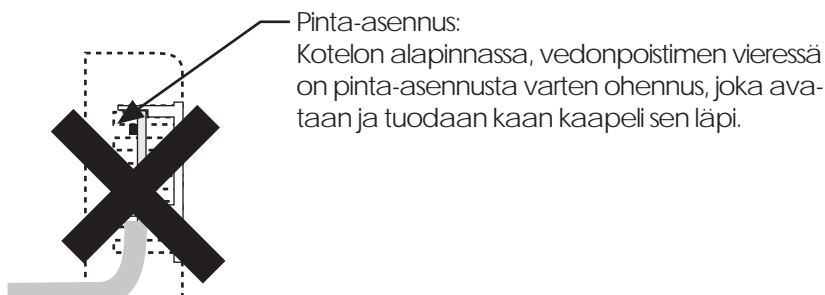 Pinta-asennus:
Kotelon alapinnassa, vedonpoistimen vieressä
on pinta-asennusta varten ohennus, joka ava-
taan ja tuodaan kaan kaapeli sen läpi.